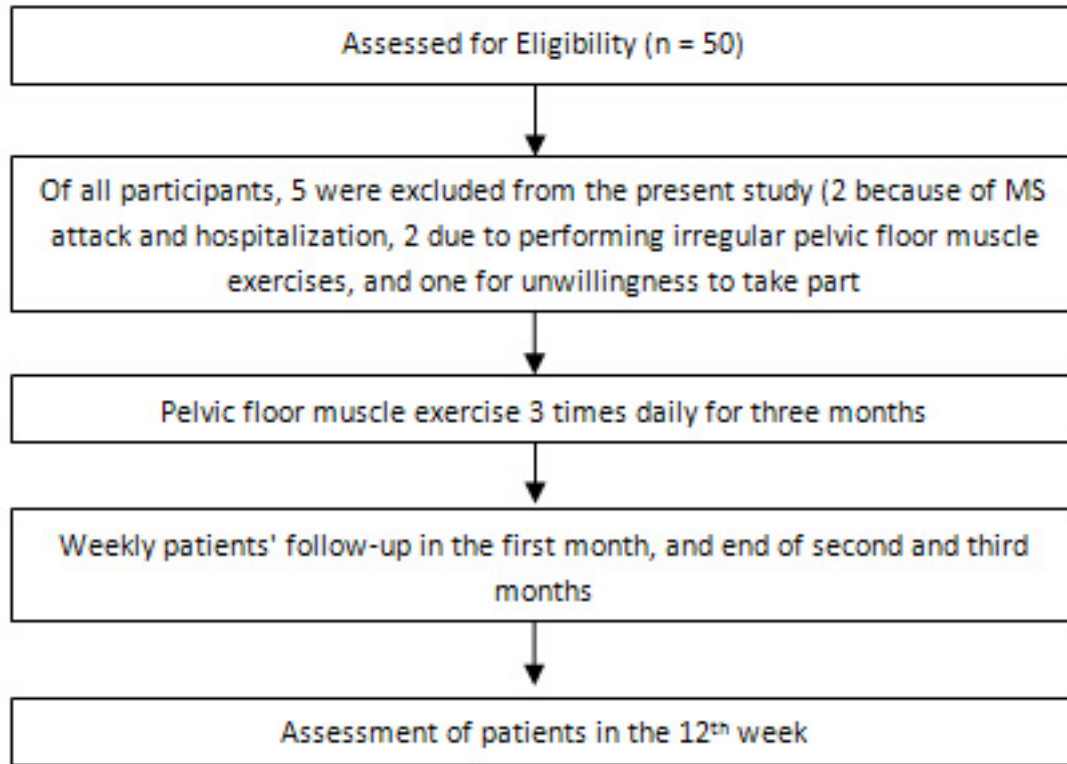 Assessed for Eligibility (n = 50)
Of all participants, 5 were excluded from the present study (2 because of MS
attack and hospitalization, 2 due to performing irregular pelvic floor muscle
exercises, and one for unwillingness to take part
Pelvic floor muscle exercise 3 times daily for three months
Weekly patients' follow-up in the first month, and end of second and third
months
Assessment of patients in the 12th week